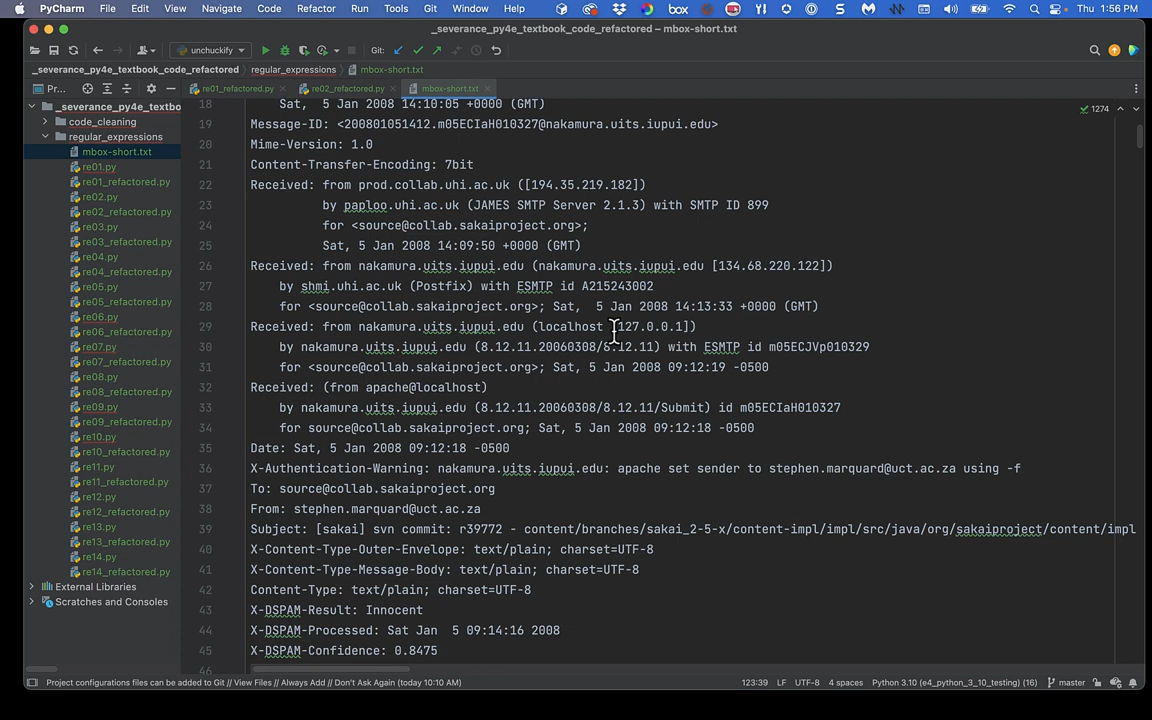 PyCharm File Edit View Navigate Code Refactor Run Tools Git Window Help box Thu 1:56 PM
_severance_py4e_textbook_code_refactored – mbox-short.txt
unchuckify Git:
_severance_py4e_textbook_code_refactored regular_expressions mbox-short.txt
Pr... re01_refactored.py re02_refactored.py mbox-short.txt
_severance_py4e_textbo
code_cleaning
regular_expressions
mbox-short.txt
re01.py
re01_refactored.py
re02.py
re02_refactored.py
re03.py
re03_refactored.py
re04.py
re04_refactored.py
re05.py
re05_refactored.py
re06.py
re06_refactored.py
re07.py
re07_refactored.py
re08.py
re08_refactored.py
re09.py
re09_refactored.py
re10.py
re10_refactored.py
re11.py
re11_refactored.py
re12.py
re12_refactored.py
re13.py
re13_refactored.py
re14.py
re14_refactored.py
External Libraries
Scratches and Consoles
1274
18 Sat, 5 Jan 2008 14:10:05 +0000 (GMT)
19 Message-ID: <200801051412.m05ECIaH010327@nakamura.uits.iupui.edu>
20 Mime-Version: 1.0
21 Content-Transfer-Encoding: 7bit
22 Received: from prod.collab.uhi.ac.uk ([194.35.219.182])
23 by paploo.uhi.ac.uk (JAMES SMTP Server 2.1.3) with SMTP ID 899
24 for <source@collab.sakaiproject.org>;
25 Sat, 5 Jan 2008 14:09:50 +0000 (GMT)
26 Received: from nakamura.uits.iupui.edu (nakamura.uits.iupui.edu [134.68.220.122])
27 by shmi.uhi.ac.uk (Postfix) with ESMTP id A215243002
28 for <source@collab.sakaiproject.org>; Sat, 5 Jan 2008 14:13:33 +0000 (GMT)
29 Received: from nakamura.uits.iupui.edu (localhost [127.0.0.1])
30 by nakamura.uits.iupui.edu (8.12.11.20060308/8.12.11) with ESMTP id m05ECJVp010329
31 for <source@collab.sakaiproject.org>; Sat, 5 Jan 2008 09:12:19 -0500
32 Received: (from apache@localhost)
33 by nakamura.uits.iupui.edu (8.12.11.20060308/8.12.11/Submit) id m05ECIaH010327
34 for source@collab.sakaiproject.org; Sat, 5 Jan 2008 09:12:18 -0500
35 Date: Sat, 5 Jan 2008 09:12:18 -0500
36 X-Authentication-Warning: nakamura.uits.iupui.edu: apache set sender to stephen.marquard@uct.ac.za using -f
37 To: source@collab.sakaiproject.org
38 From: stephen.marquard@uct.ac.za
39 Subject: [sakai] svn commit: r39772 - content/branches/sakai_2-5-x/content-impl/impl/src/java/org/sakaiproject/content/impl
40 X-Content-Type-Outer-Envelope: text/plain; charset=UTF-8
41 X-Content-Type-Message-Body: text/plain; charset=UTF-8
42 Content-Type: text/plain; charset=UTF-8
43 X-DSPAM-Result: Innocent
44 X-DSPAM-Processed: Sat Jan 5 09:14:16 2008
45 X-DSPAM-Confidence: 0.8475
46
Project configurations files can be added to Git // View Files // Always Add // Don't Ask Again (today 10:10 AM) 123:39 LF UTF-8 4 spaces Python 3.10 (e4_python_3_10_testing) (16) master